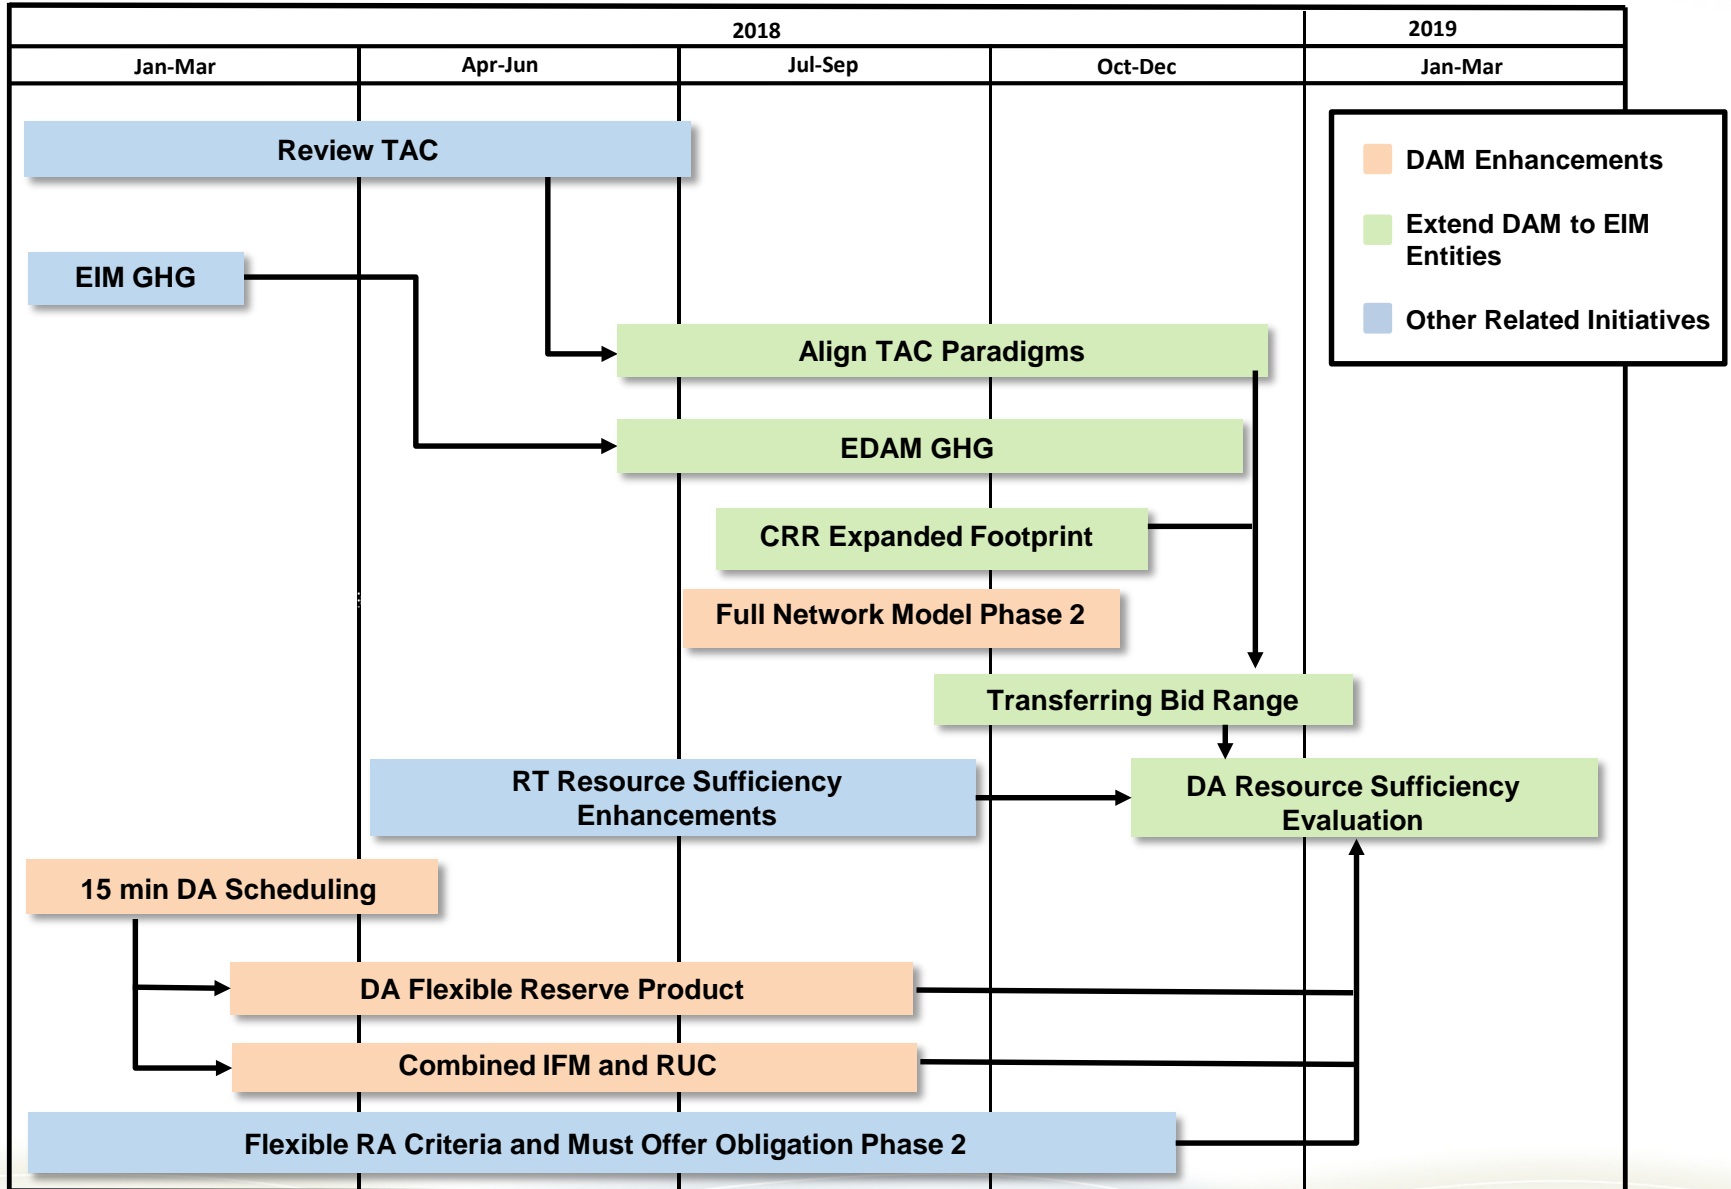 2018
2019
Jan-Mar
Apr-Jun
Jul-Sep
Oct-Dec
Jan-Mar
Review TAC
DAM Enhancements
Extend DAM to EIM
Entities
Other Related Initiatives
EIM GHG
Align TAC Paradigms
EDAM GHG
CRR Expanded Footprint
Full Network Model Phase 2
Transferring Bid Range
RT Resource Sufficiency
Enhancements
DA Resource Sufficiency
Evaluation
15 min DA Scheduling
DA Flexible Reserve Product
Combined IFM and RUC
Flexible RA Criteria and Must Offer Obligation Phase 2